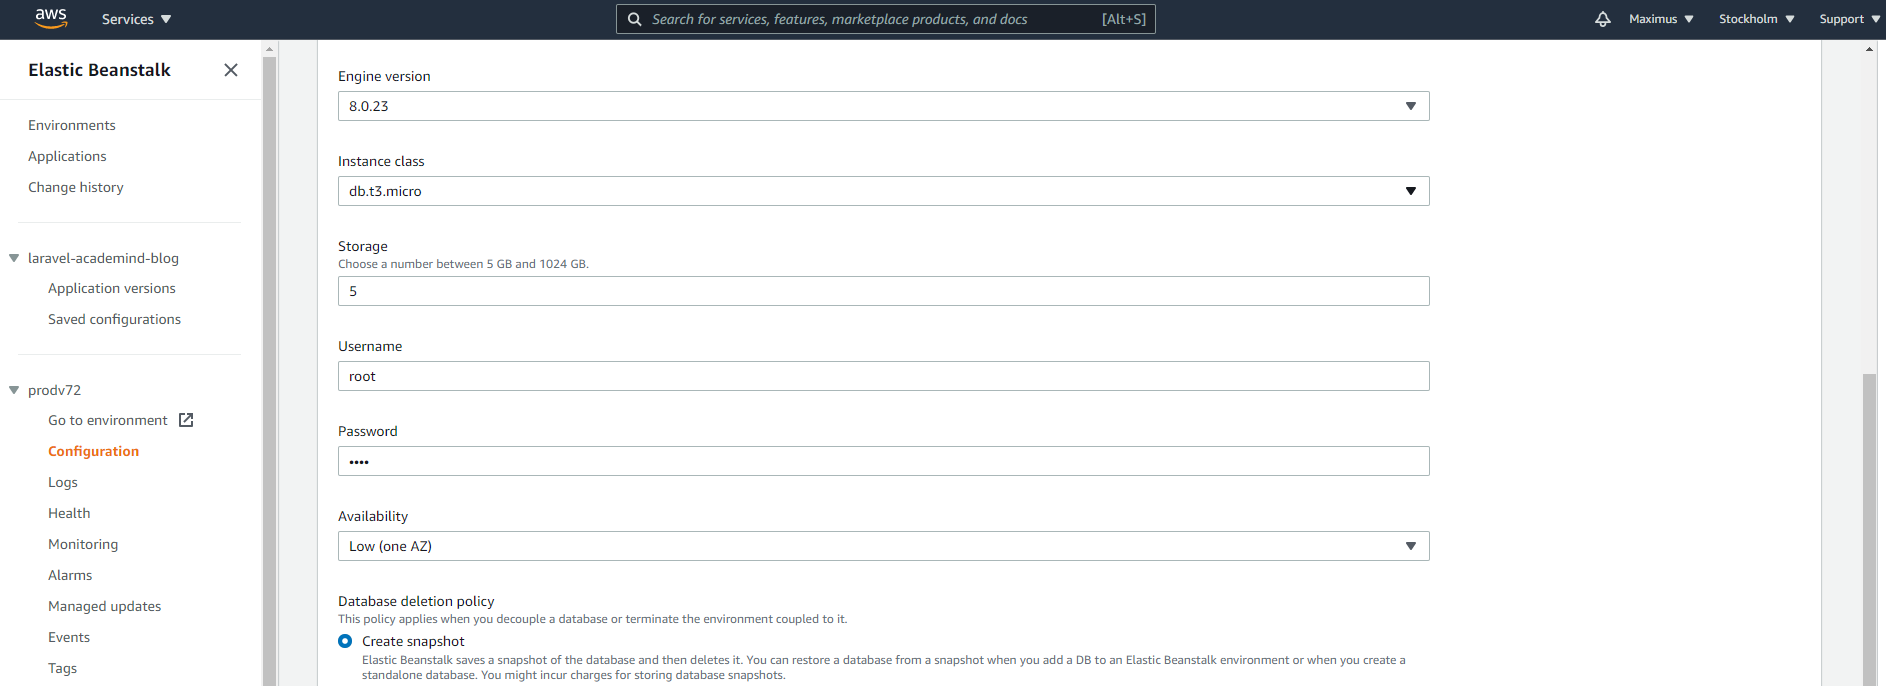 aws
Services
Search for services, features, marketplace products, and docs
[Alt+S]
Maximus
Stockholm
Support
Elastic Beanstalk
Environments
Applications
Change history
laravel-academind-blog
Application versions
Saved configurations
prodv72
Go to environment
Configuration
Logs
Health
Monitoring
Alarms
Managed updates
Events
Tags
Engine version
8.0.23
Instance class
db.t3.micro
Storage
Choose a number between 5 GB and 1024 GB.
5
Username
root
Password
••••
Availability
Low (one AZ)
Database deletion policy
This policy applies when you decouple a database or terminate the environment coupled to it.
Create snapshot
Elastic Beanstalk saves a snapshot of the database and then deletes it. You can restore a database from a snapshot when you add a DB to an Elastic Beanstalk environment or when you create a
standalone database. You might incur charges for storing database snapshots.